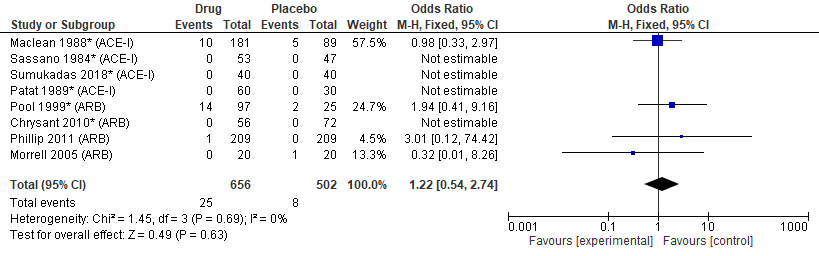 Drug Placebo Odds Ratio Odds Ratio
Study or Subgroup Events Total Events Total Weight M-H, Fixed, 95% CI M-H, Fixed, 95% CI
Maclean 1988* (ACE-I) 10 181 5 89 57.5% 0.98 [0.33, 2.97]
Sassano 1984* (ACE-I) 0 53 0 47 Not estimable
Sumukadas 2018* (ACE-I) 0 40 0 40 Not estimable
Patat 1989* (ACE-I) 0 60 0 30 Not estimable
Pool 1999* (ARB) 14 97 2 25 24.7% 1.94 [0.41, 9.16]
Chrysant 2010* (ARB) 0 56 0 72 Not estimable
Phillip 2011 (ARB) 1 209 0 209 4.5% 3.01 [0.12, 74.42]
Morrell 2005 (ARB) 0 20 1 20 13.3% 0.32 [0.01, 8.26]
Total (95% CI) 656 502 100.0% 1.22 [0.54, 2.74]
Total events 25 8
Heterogeneity: Chi² = 1.45, df = 3 (P = 0.69); I² = 0%
Test for overall effect: Z = 0.49 (P = 0.63)
0.001 0.1 1 10 1000
Favours [experimental] Favours [control]